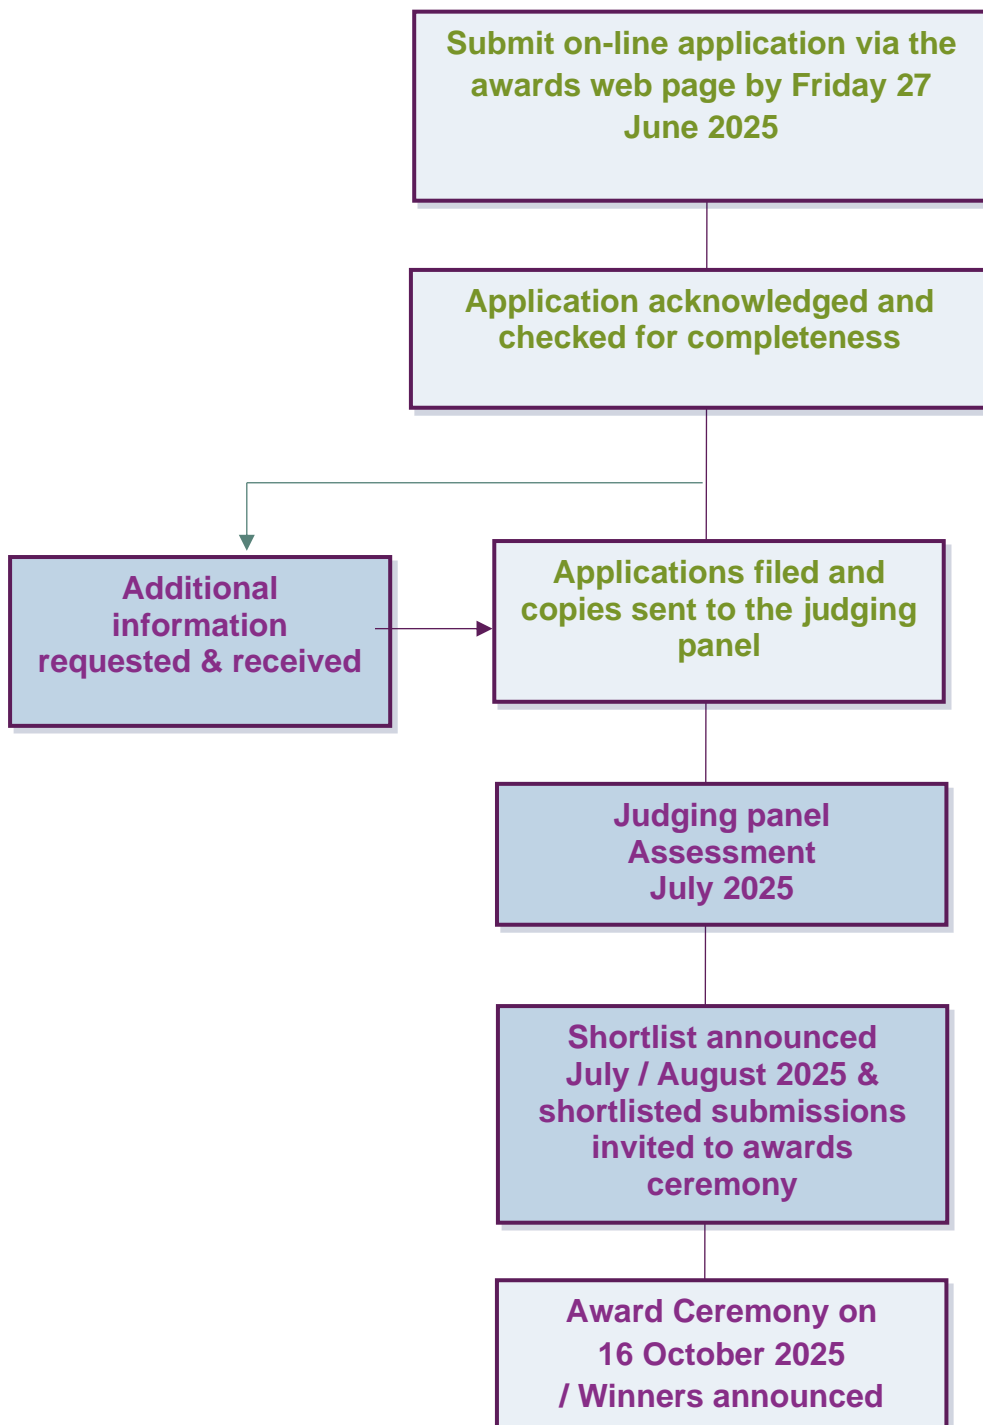 Submit on-line application via the
awards web page by Friday 27
June 2025
Application acknowledged and
checked for completeness
Additional
information
requested & received
Applications filed and
copies sent to the judging
panel
Judging panel
Assessment
July 2025
Shortlist announced
July / August 2025 &
shortlisted submissions
invited to awards
ceremony
Award Ceremony on
16 October 2025
/ Winners announced